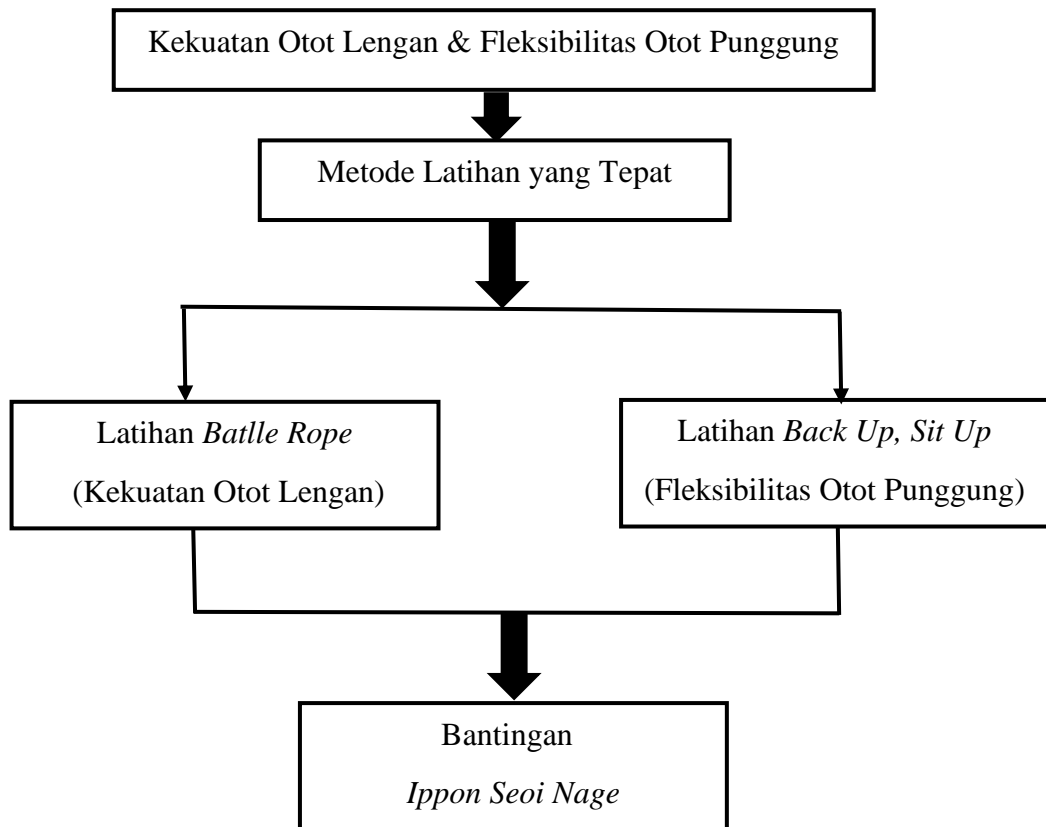 Kekuatan Otot Lengan & Fleksibilitas Otot Punggung
Metode Latihan yang Tepat
Latihan Batlle Rope
(Kekuatan Otot Lengan)
Latihan Back Up, Sit Up
(Fleksibilitas Otot Punggung)
Bantingan
Ippon Seoi Nage